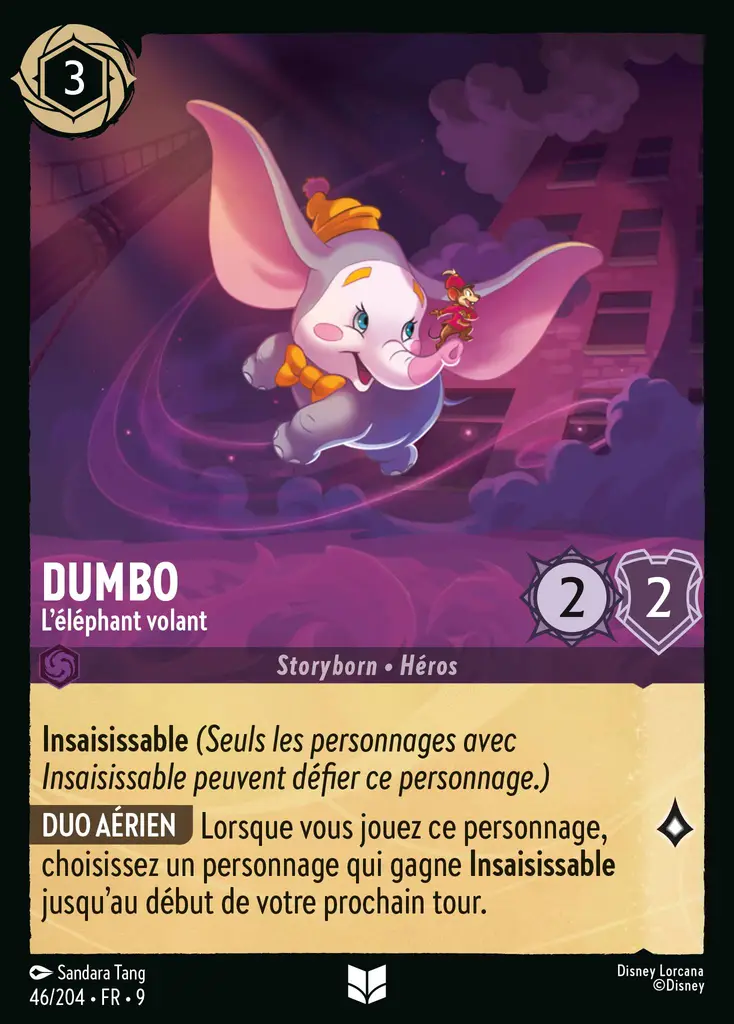 3
DUMBO
L'éléphant volant
2
2
Storyborn • Héros
Insaisissable (Seuls les personnages avec
Insaisissable peuvent défier ce personnage.)
DUO AÉRIEN Lorsque vous jouez ce personnage,
choisissez un personnage qui gagne Insaisissable
jusqu'au début de votre prochain tour.
Sandara Tang
46/204 • FR • 9
Disney Lorcana
©Disney